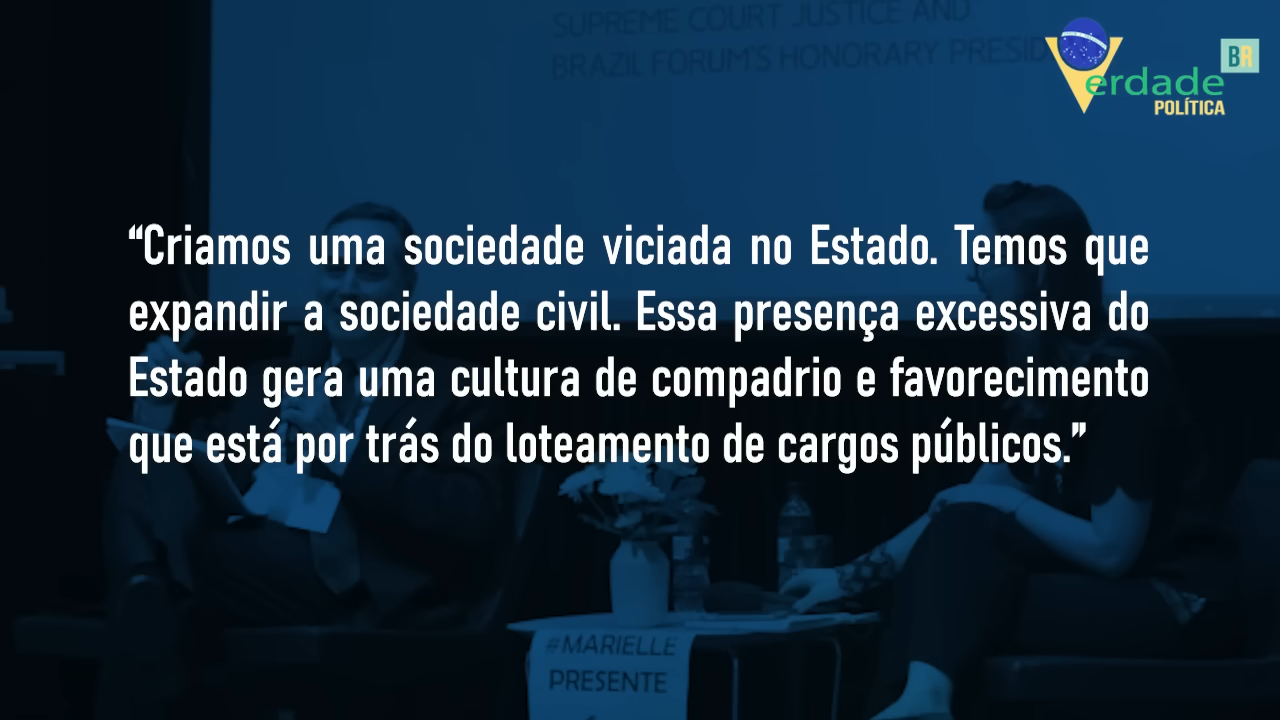 SUPREME COURT JUSTICE AND
BRAZIL FORUM'S HONORARY
Verdade
BR
POLÍTICA
“Criamos uma sociedade viciada no Estado. Temos que
expandir a sociedade civil. Essa presença excessiva do
Estado gera uma cultura de compadrio e favorecimento
que está por trás do loteamento de cargos públicos.”
#MARIELLE
PRESENTE